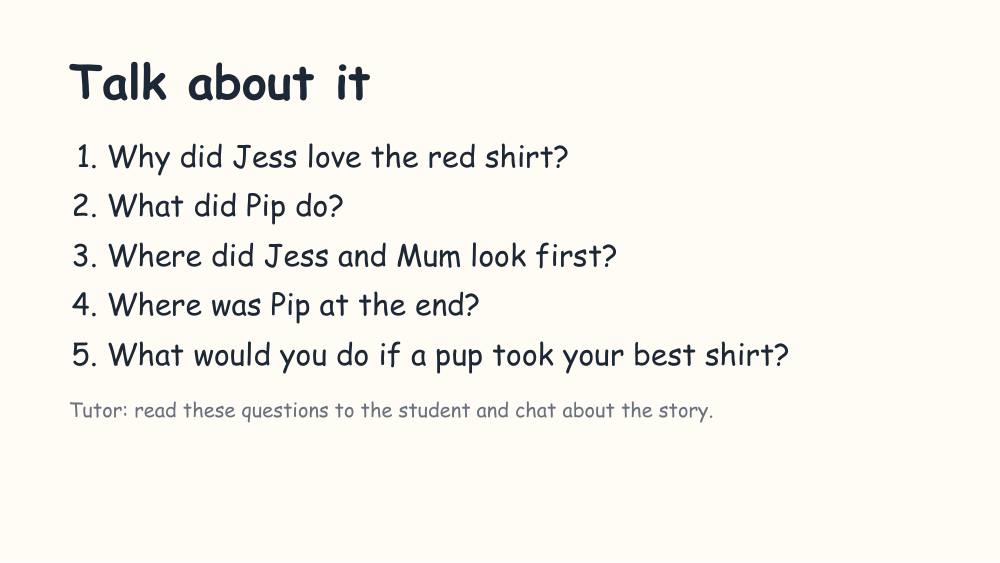 Talk about it
1. Why did Jess love the red shirt?
2. What did Pip do?
3. Where did Jess and Mum look first?
4. Where was Pip at the end?
5. What would you do if a pup took your best shirt?
Tutor: read these questions to the student and chat about the story.